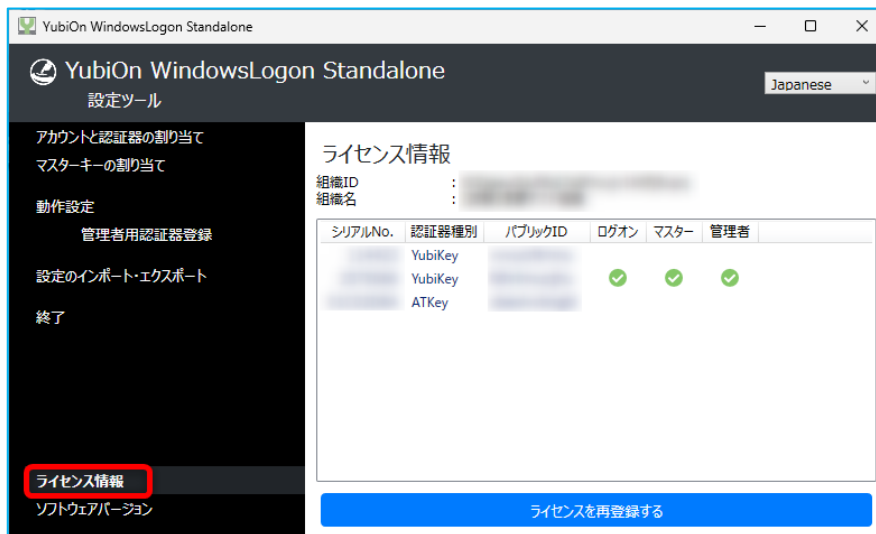 YubiOn WindowsLogon Standalone
YubiOn WindowsLogon Standalone
設定ツール
Japanese
アカウントと認証器の割り当て
マスターキーの割り当て
動作設定
管理者用認証器登録
設定のインポート・エクスポート
終了
ライセンス情報
ソフトウェアバージョン
ライセンス情報
組織ID :
組織名 :
シリアルNo. 認証器種別 パブリックID ログオン マスター 管理者
YubiKey
YubiKey
ATKey
ライセンスを再登録する